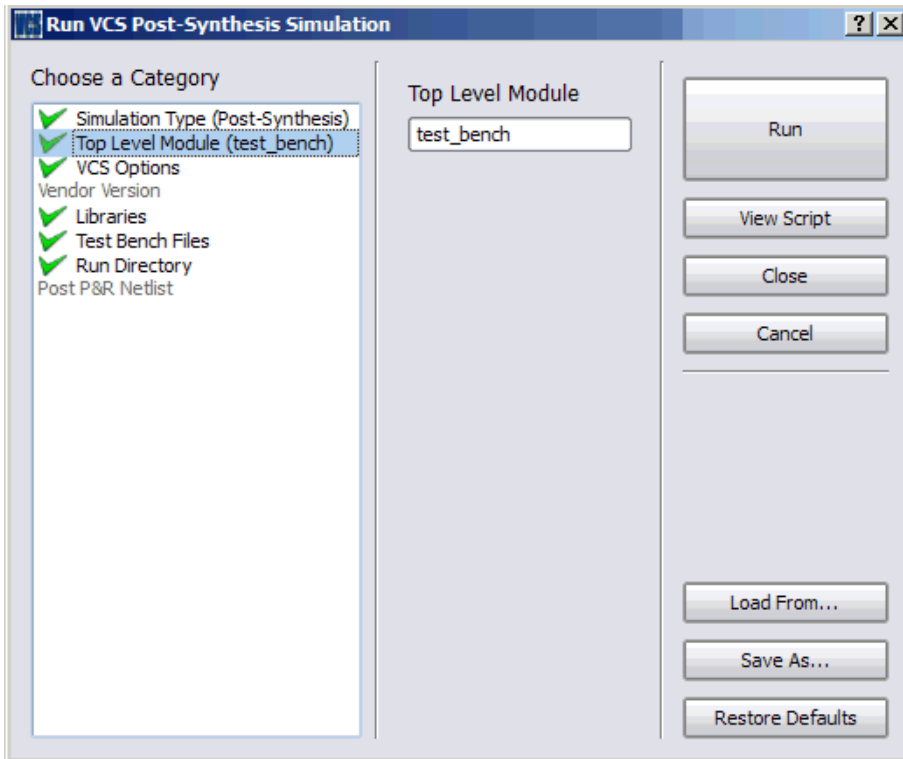 Run VCS Post-Synthesis Simulation
Choose a Category
Simulation Type (Post-Synthesis)
Top Level Module (test_bench)
VCS Options
Vendor Version
Libraries
Test Bench Files
Run Directory
Post P&R Netlist
Top Level Module
test_bench
Run
View Script
Close
Cancel
Load From...
Save As...
Restore Defaults